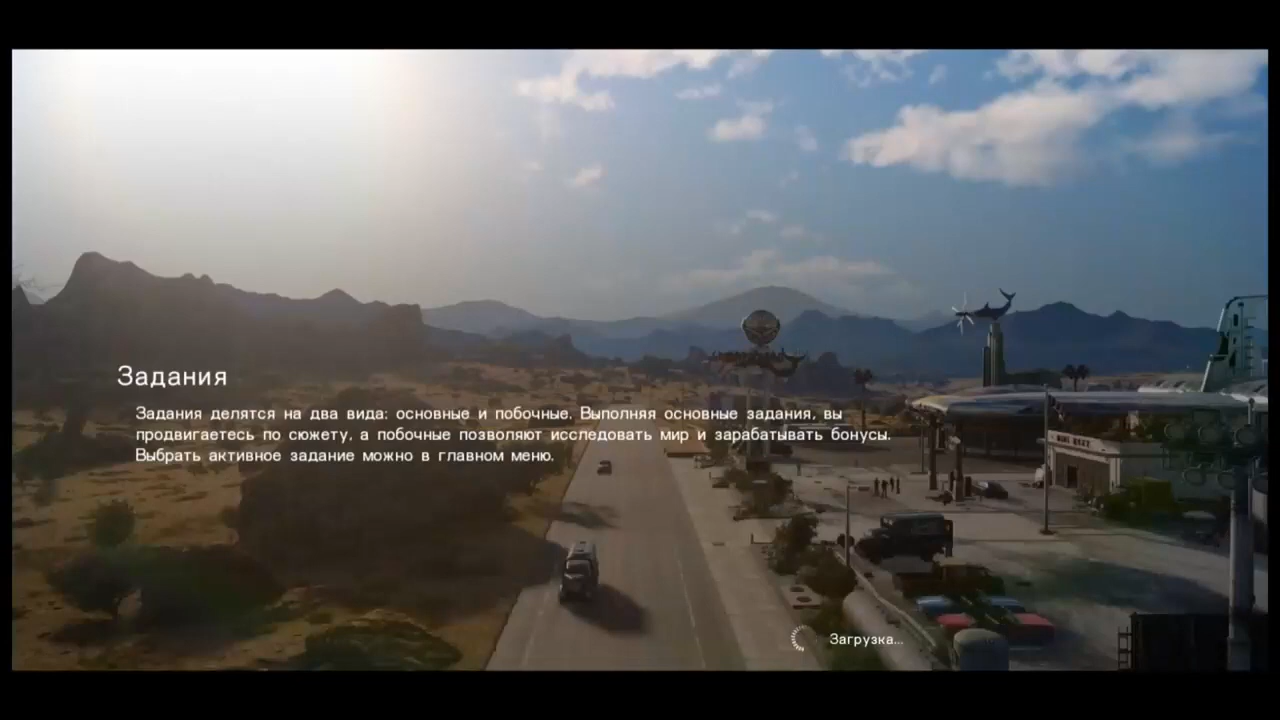 Задания
Задания делятся на два вида: основные и побочные. Выполняя основные задания, вы
продвигаетесь по сюжету, а побочные позволяют исследовать мир и зарабатывать бонусы.
Выбрать активное задание можно в главном меню.
Загрузка...